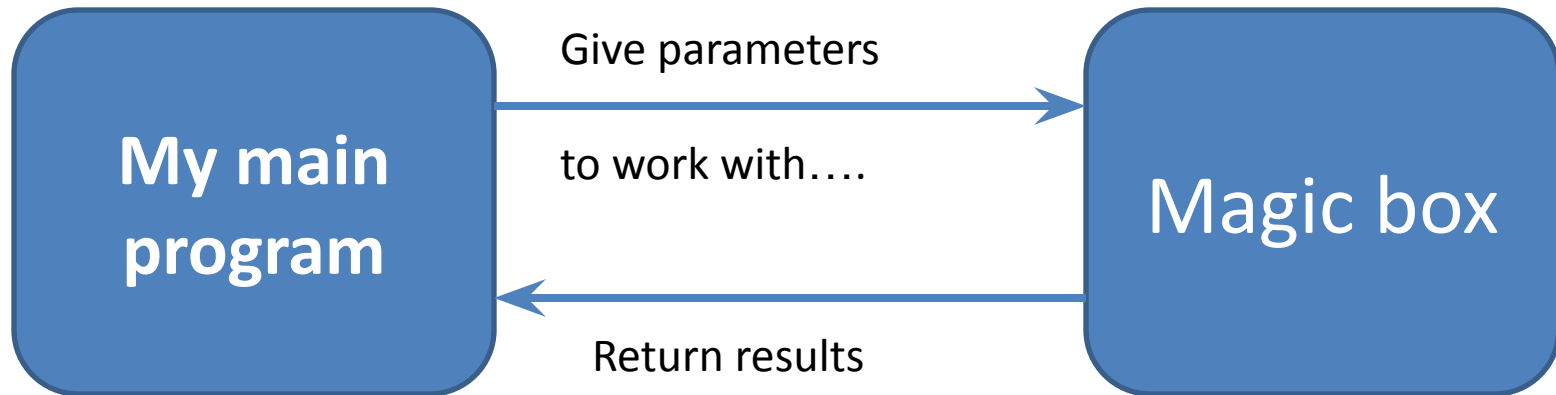 My main
program
Give parameters
to work with….
Magic box
Return results